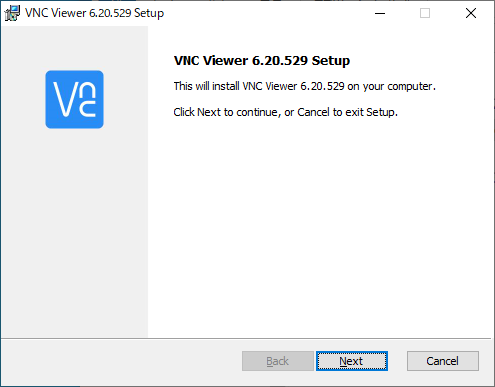 VNC Viewer 6.20.529 Setup
Vnc
VNC Viewer 6.20.529 Setup
This will install VNC Viewer 6.20.529 on your computer.
Click Next to continue, or Cancel to exit Setup.
Back
Next
Cancel